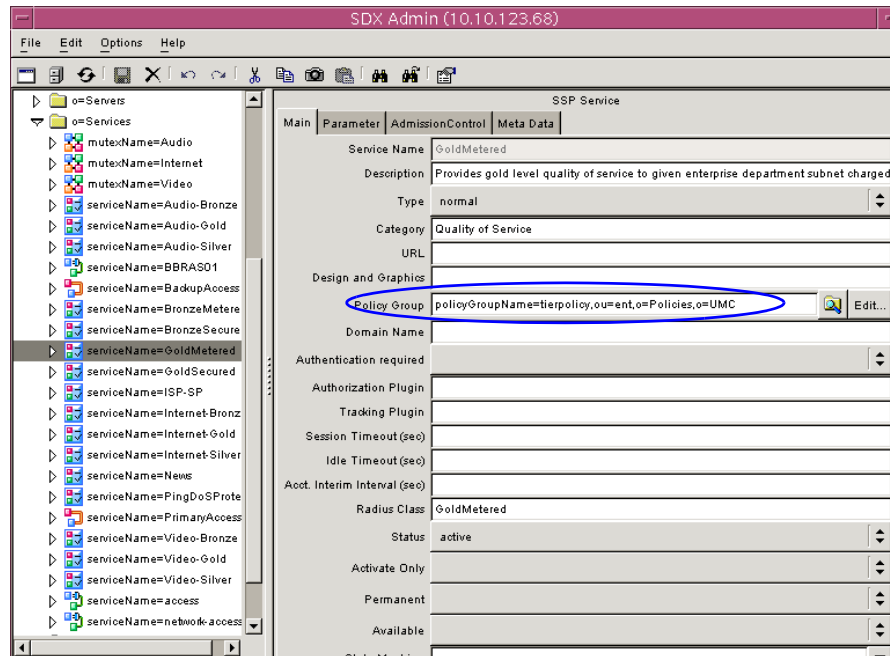 SDX Admin (10.10.123.68)
File Edit Options Help
o=Servers
o=Services
mutexName=Audio
mutexName=Internet
mutexName=Video
serviceName=Audio-Bronze
serviceName=Audio-Gold
serviceName=Audio-Silver
serviceName=BBRAS01
serviceName=BackupAccess
serviceName=BronzeMetere
serviceName=BronzeSecure
serviceName=GoldMetered
serviceName=GoldSecured
serviceName=ISP-SP
serviceName=Internet-Bronz
serviceName=Internet-Gold
serviceName=Internet-Silver
serviceName=News
serviceName=PingDoSProte
serviceName=PrimaryAccess
serviceName=Video-Bronze
serviceName=Video-Gold
serviceName=Video-Silver
serviceName=access
serviceName=network-access
SSP Service
Main Parameter AdmissionControl Meta Data
Service Name GoldMetered
Description Provides gold level quality of service to given enterprise department subnet charged
Type normal
Category Quality of Service
URL
Design and Graphics
Policy Group policyGroupName=tierpolicy,ou=ent,o=Policies,o=UMC Edit...
Domain Name
Authentication required
Authorization Plugin
Tracking Plugin
Session Timeout (sec)
Idle Timeout (sec)
Acct. Interim Interval (sec)
Radius Class GoldMetered
Status active
Activate Only
Permanent
Available